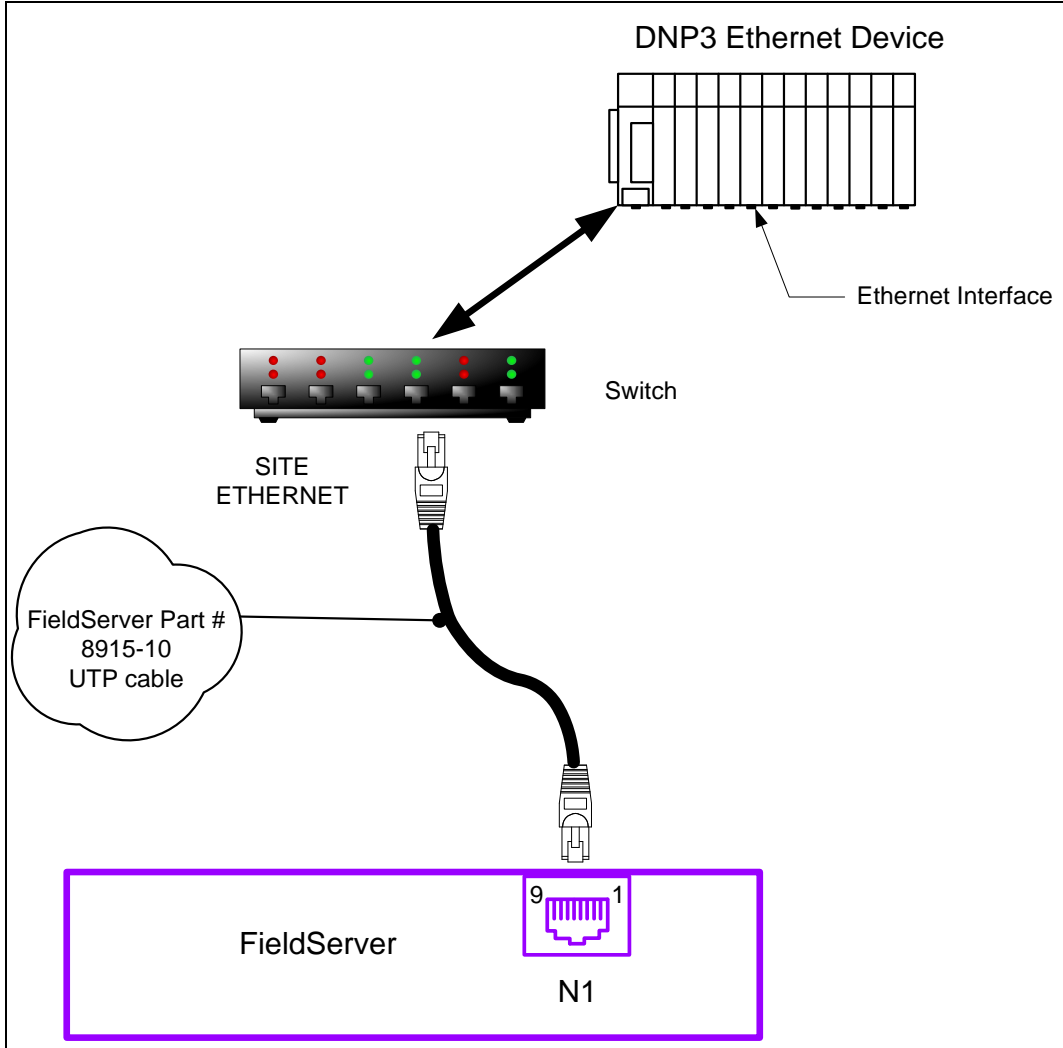 DNP3 Ethernet Device
Ethernet Interface
Switch
SITE
ETHERNET
FieldServer Part #
8915-10
UTP cable
9 1
FieldServer
N1